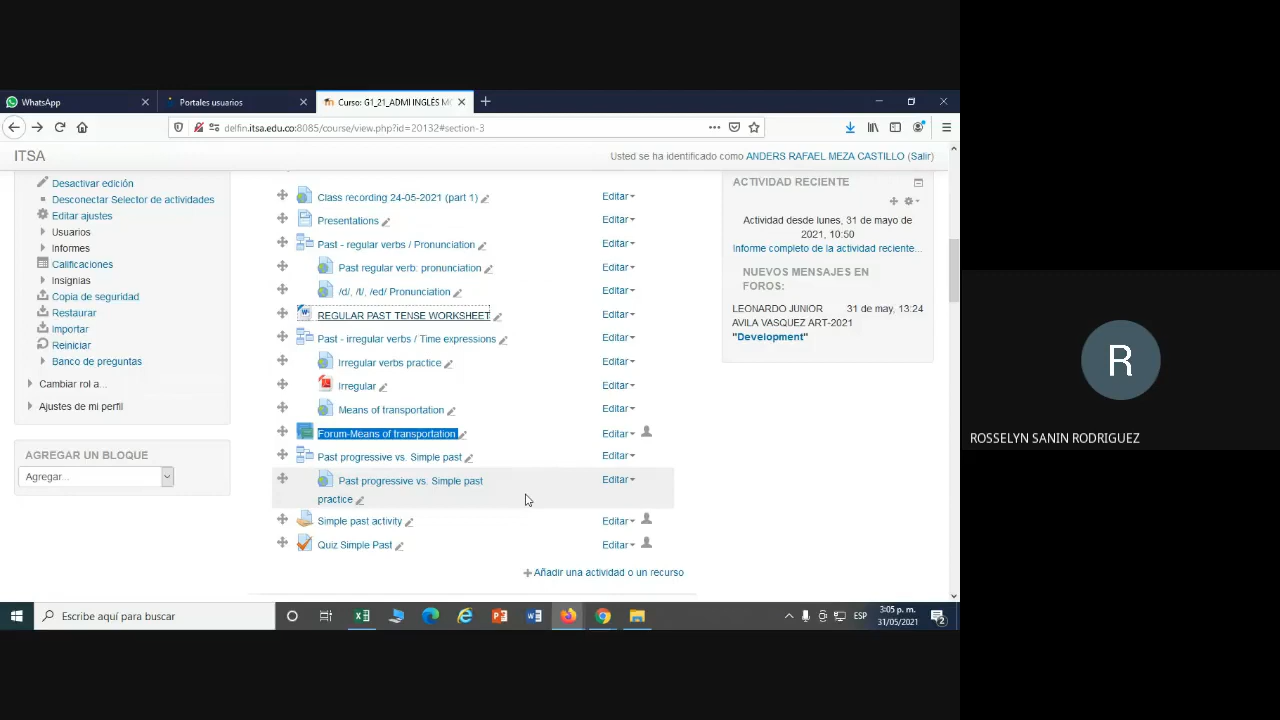 WhatsApp
Portales usuarios
Curso: G1_21_ADMI INGLÉS MO
delfin.itsa.edu.co:8085/course/view.php?id=20132#section-3
ITSA
Usted se ha identificado como ANDERS RAFAEL MEZA CASTILLO (Salir)
Desactivar edición
Desconectar Selector de actividades
Editar ajustes
Usuarios
Informes
Calificaciones
Insignias
Copia de seguridad
Restaurar
Importar
Reiniciar
Banco de preguntas
Cambiar rol a...
Ajustes de mi perfil
AGREGAR UN BLOQUE
Agregar...
Class recording 24-05-2021 (part 1)
Editar
Presentations
Editar
Past - regular verbs / Pronunciation
Editar
Past regular verb: pronunciation
Editar
/d/, /t/, /ed/ Pronunciation
Editar
REGULAR PAST TENSE WORKSHEET
Editar
Past - irregular verbs / Time expressions
Editar
Irregular verbs practice
Editar
Irregular
Editar
Means of transportation
Editar
Forum-Means of transportation
Editar
Past progressive vs. Simple past
Editar
Past progressive vs. Simple past
practice
Editar
Simple past activity
Editar
Quiz Simple Past
Editar
Añadir una actividad o un recurso
ACTIVIDAD RECIENTE
Actividad desde lunes, 31 de mayo de
2021, 10:50
Informe completo de la actividad reciente...
NUEVOS MENSAJES EN
FOROS:
LEONARDO JUNIOR 31 de may, 13:24
AVILA VASQUEZ ART-2021
"Development"
Escribe aquí para buscar
ESP
3:05 p. m.
31/05/2021
2
R
ROSSELYN SANIN RODRIGUEZ